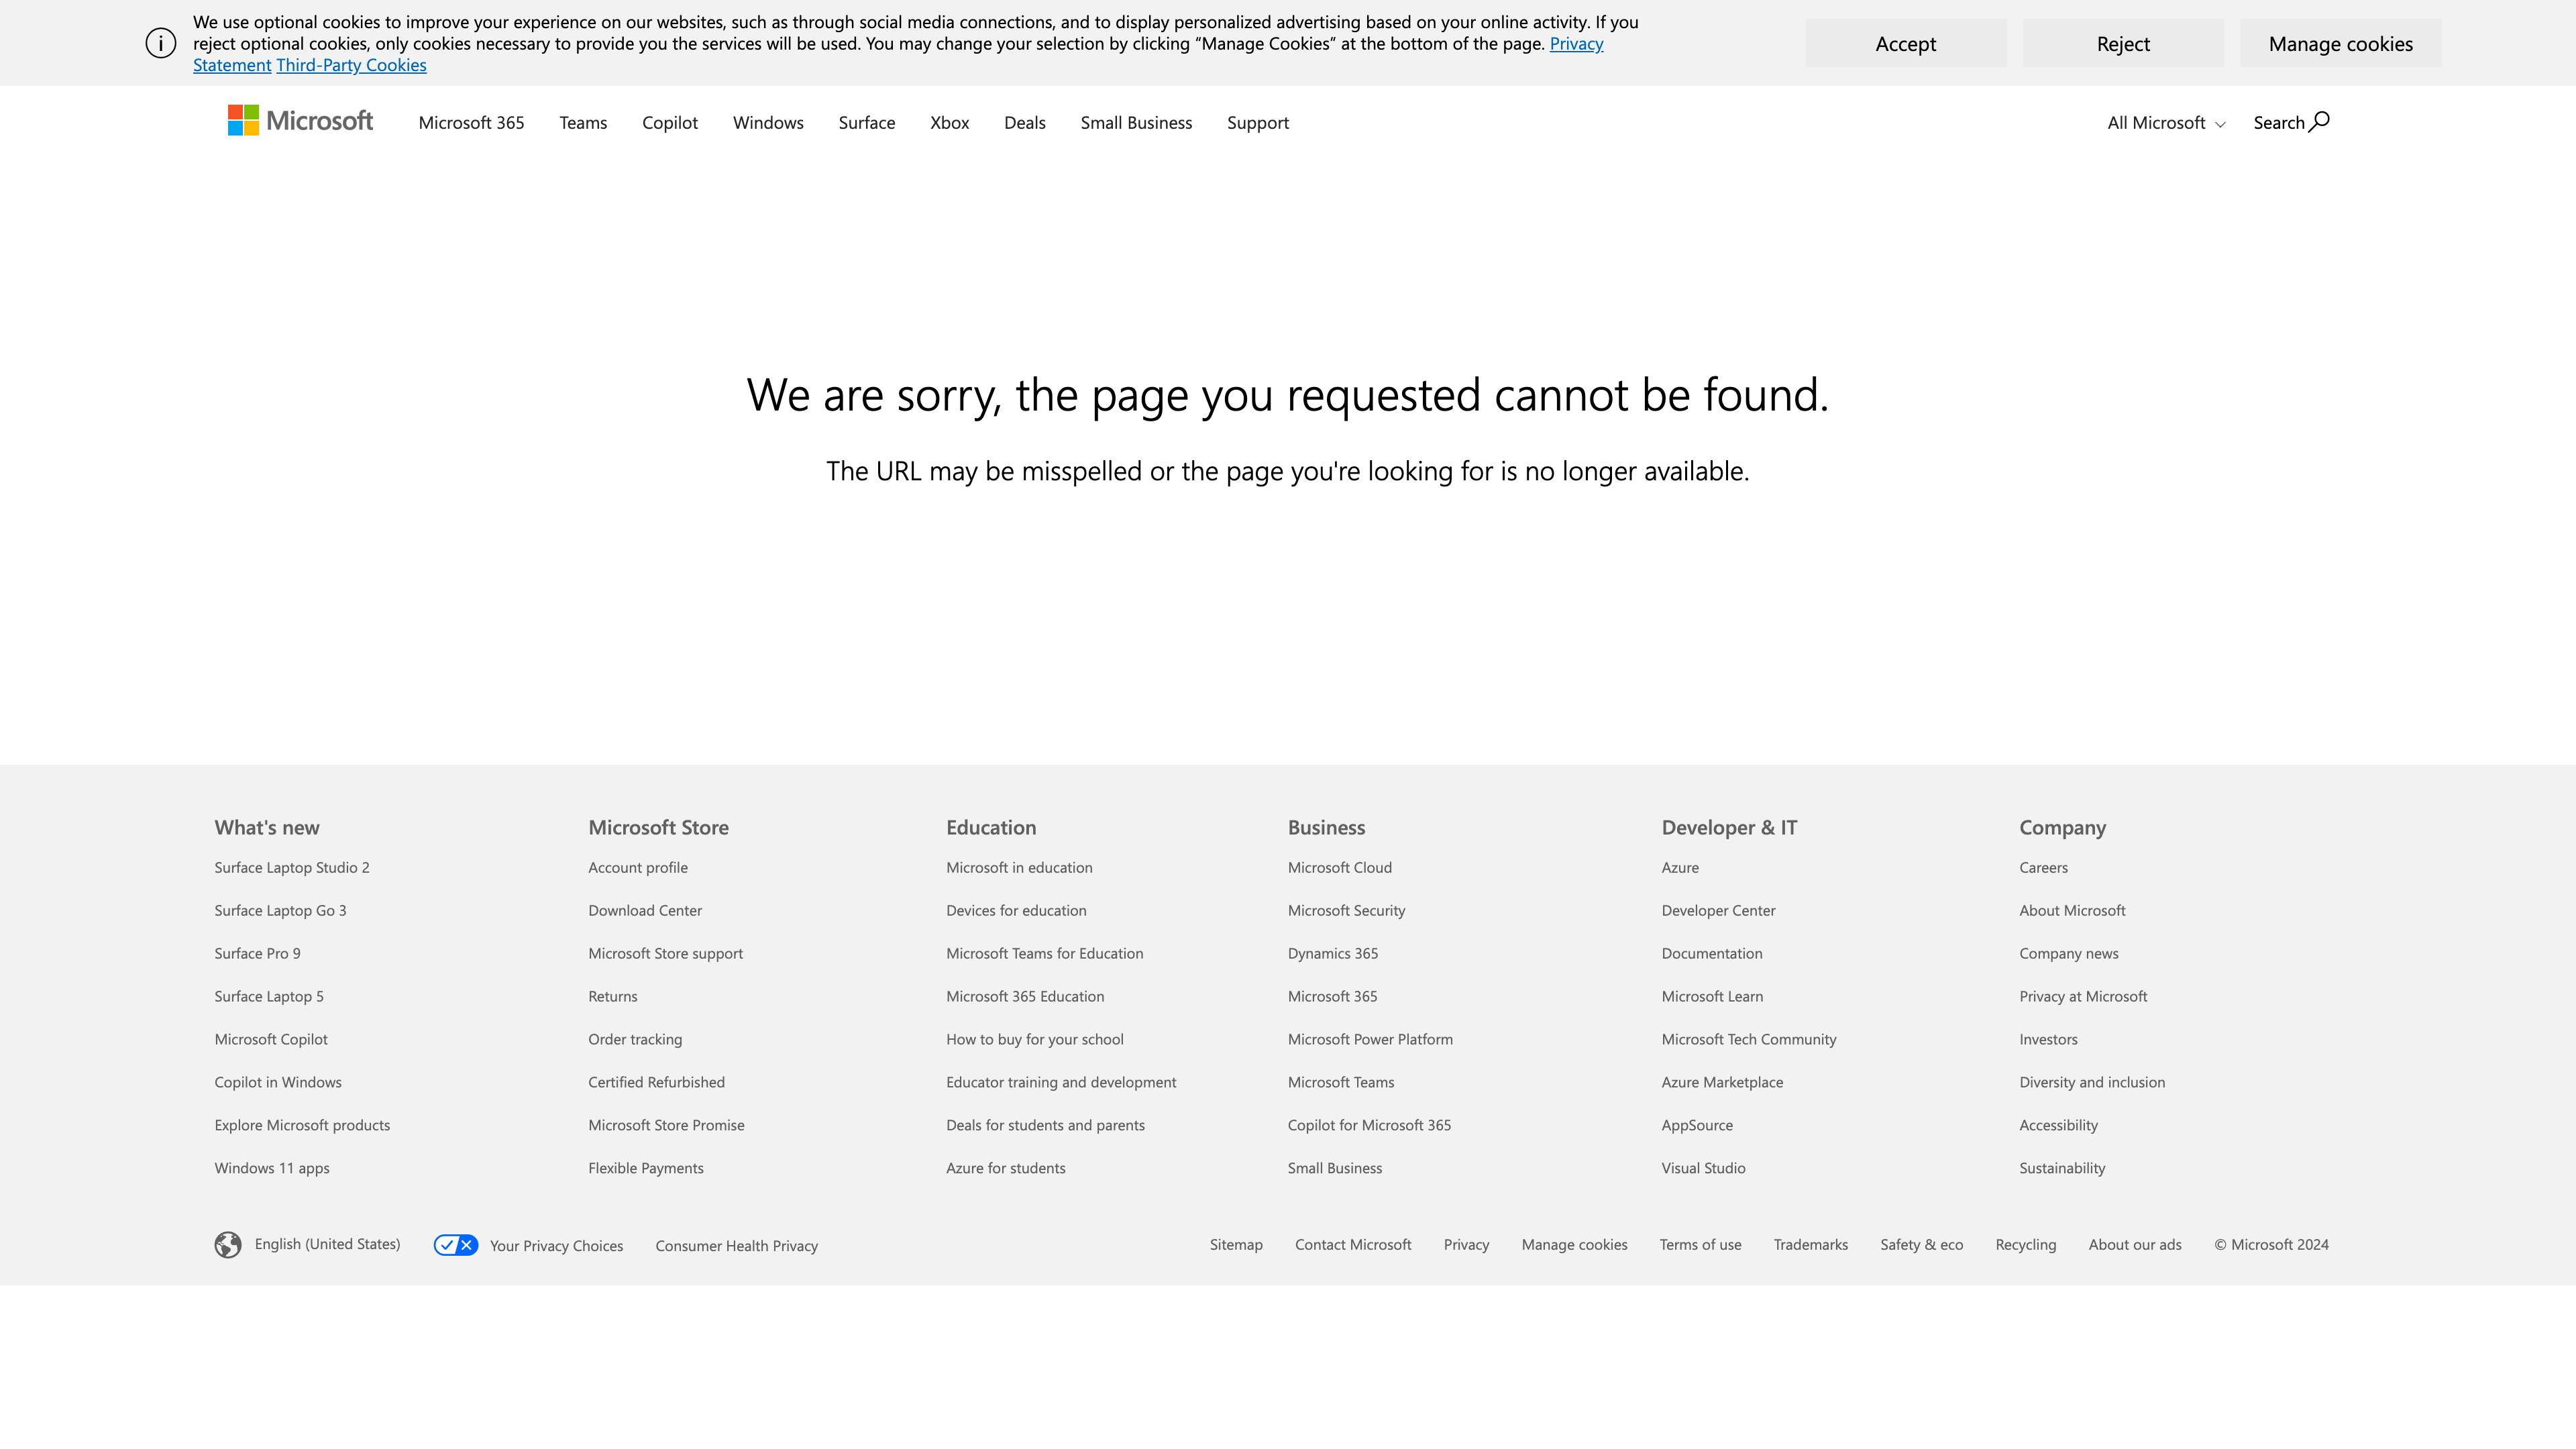 We use optional cookies to improve your experience on our websites, such as through social media connections, and to display personalized advertising based on your online activity. If you
reject optional cookies, only cookies necessary to provide you the services will be used. You may change your selection by clicking “Manage Cookies” at the bottom of the page. Privacy
Statement Third-Party Cookies
Accept
Reject
Manage cookies
Microsoft
Microsoft 365
Teams
Copilot
Windows
Surface
Xbox
Deals
Small Business
Support
All Microsoft
Search
We are sorry, the page you requested cannot be found.
The URL may be misspelled or the page you're looking for is no longer available.
What's new
Surface Laptop Studio 2
Surface Laptop Go 3
Surface Pro 9
Surface Laptop 5
Microsoft Copilot
Copilot in Windows
Explore Microsoft products
Windows 11 apps
Microsoft Store
Account profile
Download Center
Microsoft Store support
Returns
Order tracking
Certified Refurbished
Microsoft Store Promise
Flexible Payments
Education
Microsoft in education
Devices for education
Microsoft Teams for Education
Microsoft 365 Education
How to buy for your school
Educator training and development
Deals for students and parents
Azure for students
Business
Microsoft Cloud
Microsoft Security
Dynamics 365
Microsoft 365
Microsoft Power Platform
Microsoft Teams
Copilot for Microsoft 365
Small Business
Developer & IT
Azure
Developer Center
Documentation
Microsoft Learn
Microsoft Tech Community
Azure Marketplace
AppSource
Visual Studio
Company
Careers
About Microsoft
Company news
Privacy at Microsoft
Investors
Diversity and inclusion
Accessibility
Sustainability
English (United States)
Your Privacy Choices
Consumer Health Privacy
Sitemap
Contact Microsoft
Privacy
Manage cookies
Terms of use
Trademarks
Safety & eco
Recycling
About our ads
© Microsoft 2024